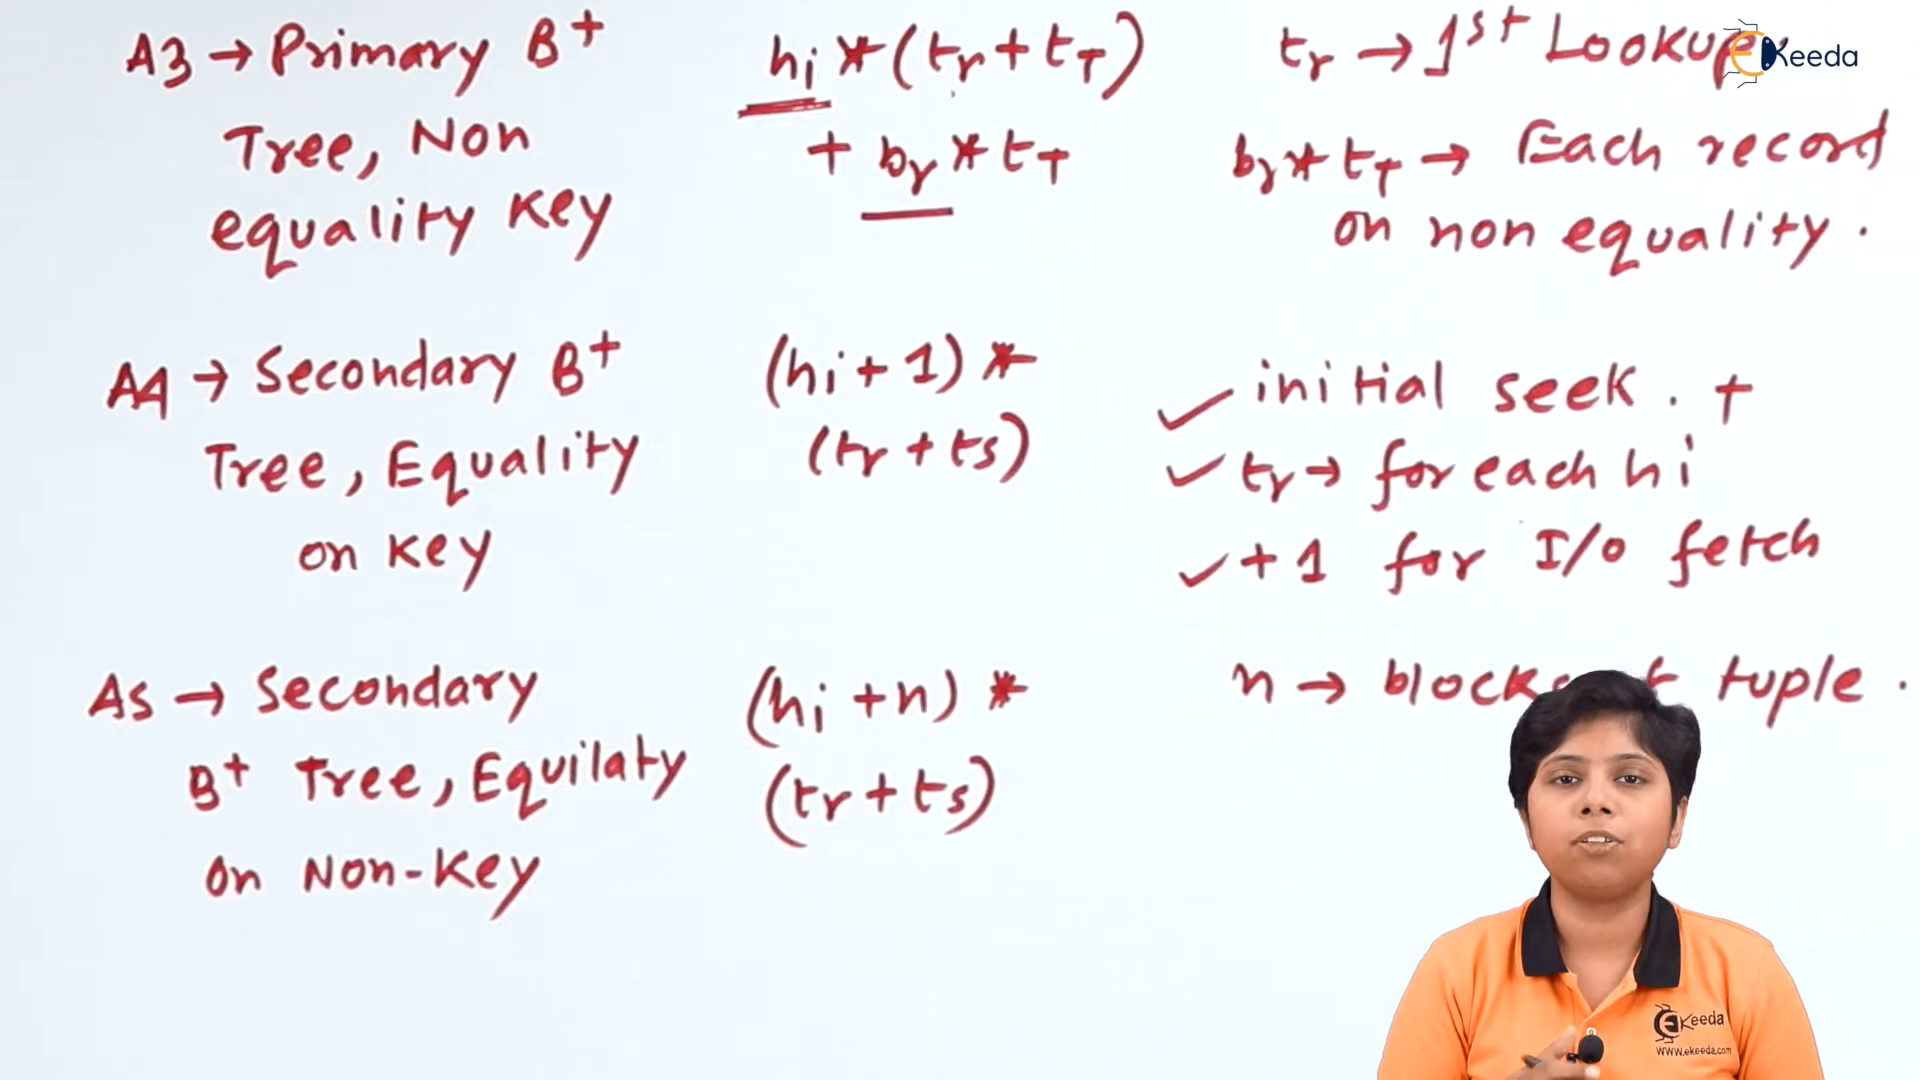 A3 → Primary B+ hi * (tr + tT) tr → 1st Lookup
Tree, Non + br * tT br * tT → Each record
equality Key on non equality .
A4 → Secondary B+ (hi + 1) * ✓ initial seek . +
Tree, Equality (tr + ts) ✓ tr → for each hi
on Key ✓ + 1 for I/O fetch
A5 → Secondary (hi + n) * n → blocks tuple .
B+ Tree, Equilaty (tr + ts)
on Non-Key
Keeda
Keeda
www.ekeeda.com